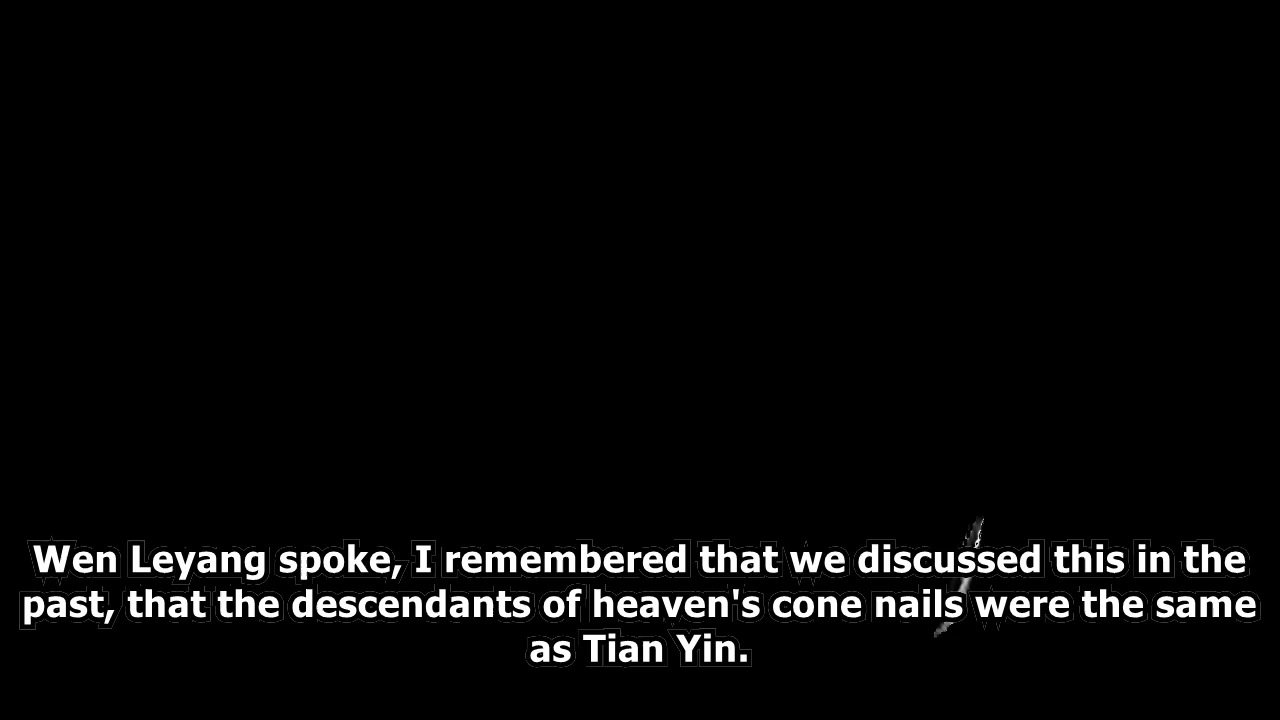 Wen Leyang spoke, I remembered that we discussed this in the
past, that the descendants of heaven's cone nails were the same
as Tian Yin.